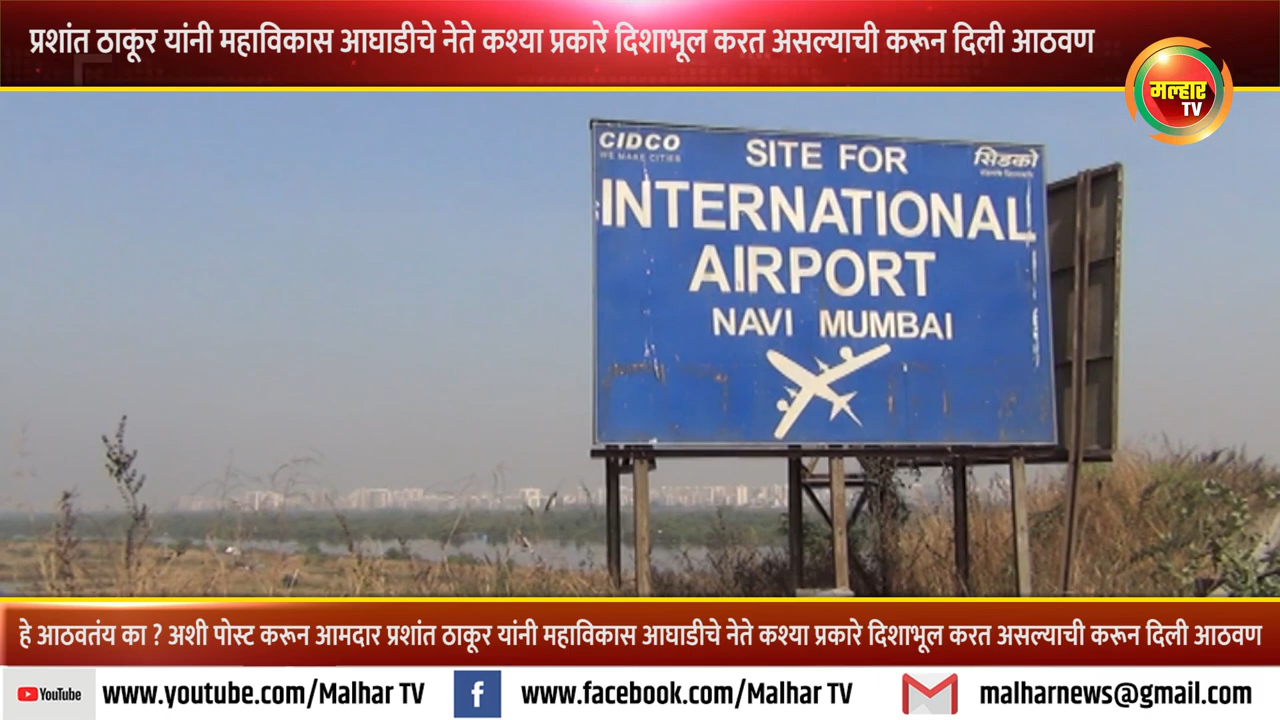 प्रशांत ठाकूर यांनी महाविकास आघाडीचे नेते कश्या प्रकारे दिशाभूल करत असल्याची करून दिली आठवण
मल्हार
TV
CIDCO
WE MAKE CITIES
सिडको
SITE FOR
INTERNATIONAL
AIRPORT
NAVI MUMBAI
हे आठवतंय का ? अशी पोस्ट करून आमदार प्रशांत ठाकूर यांनी महाविकास आघाडीचे नेते कश्या प्रकारे दिशाभूल करत असल्याची करून दिली आठवण
YouTube
www.youtube.com/Malhar TV
www.facebook.com/Malhar TV
malharnews@gmail.com